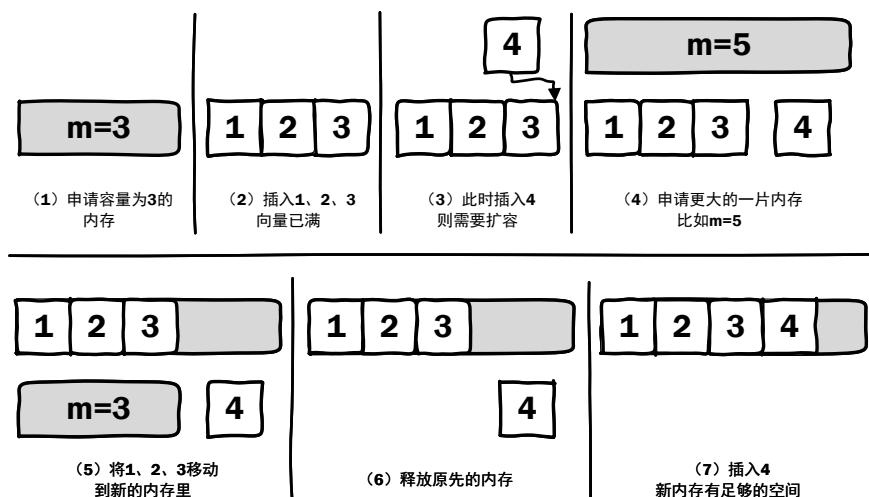 m=3
（1）申请容量为3的
内存
1 2 3
（2）插入1、2、3
向量已满
4
1 2 3
（3）此时插入4
则需要扩容
m=5
1 2 3 4
（4）申请更大的一片内存
比如m=5
1 2 3
m=3 4
（5）将1、2、3移动
到新的内存里
1 2 3
4
（6）释放原先的内存
1 2 3 4
（7）插入4
新内存有足够的空间